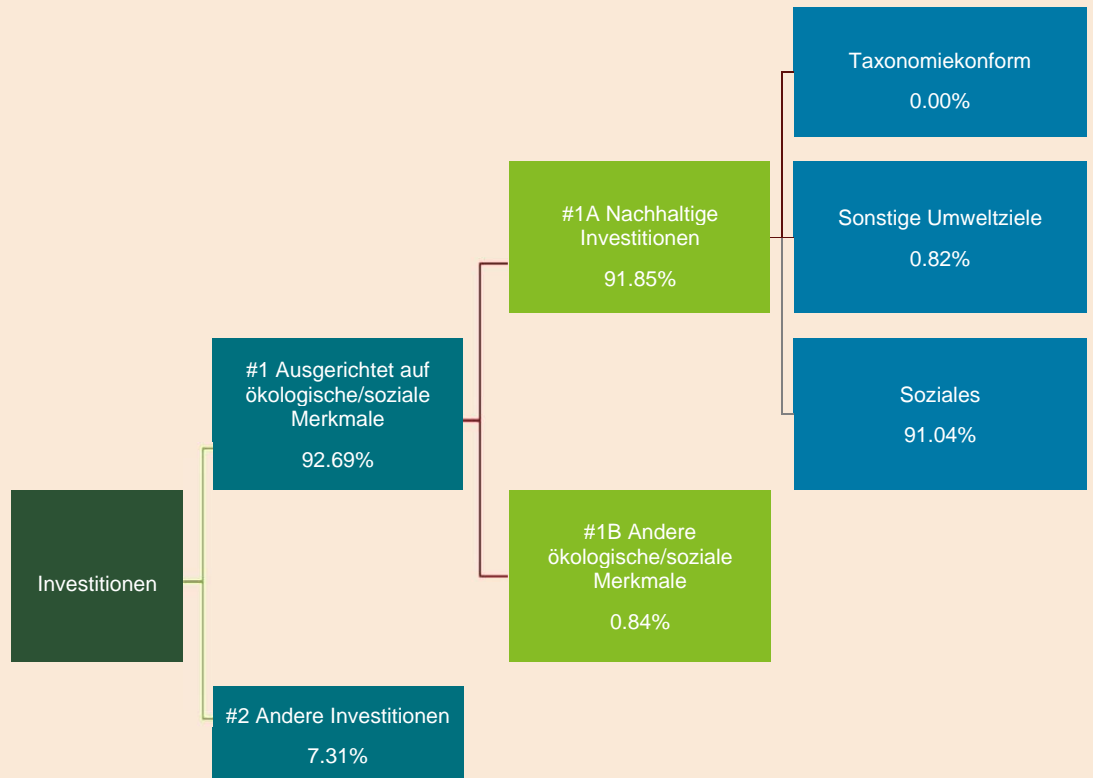 Taxonomiekonform
0.00%
#1A Nachhaltige
Investitionen
91.85%
Sonstige Umweltziele
0.82%
#1 Ausgerichtet auf
ökologische/soziale
Merkmale
92.69%
Soziales
91.04%
Investitionen
#1B Andere
ökologische/soziale
Merkmale
0.84%
#2 Andere Investitionen
7.31%